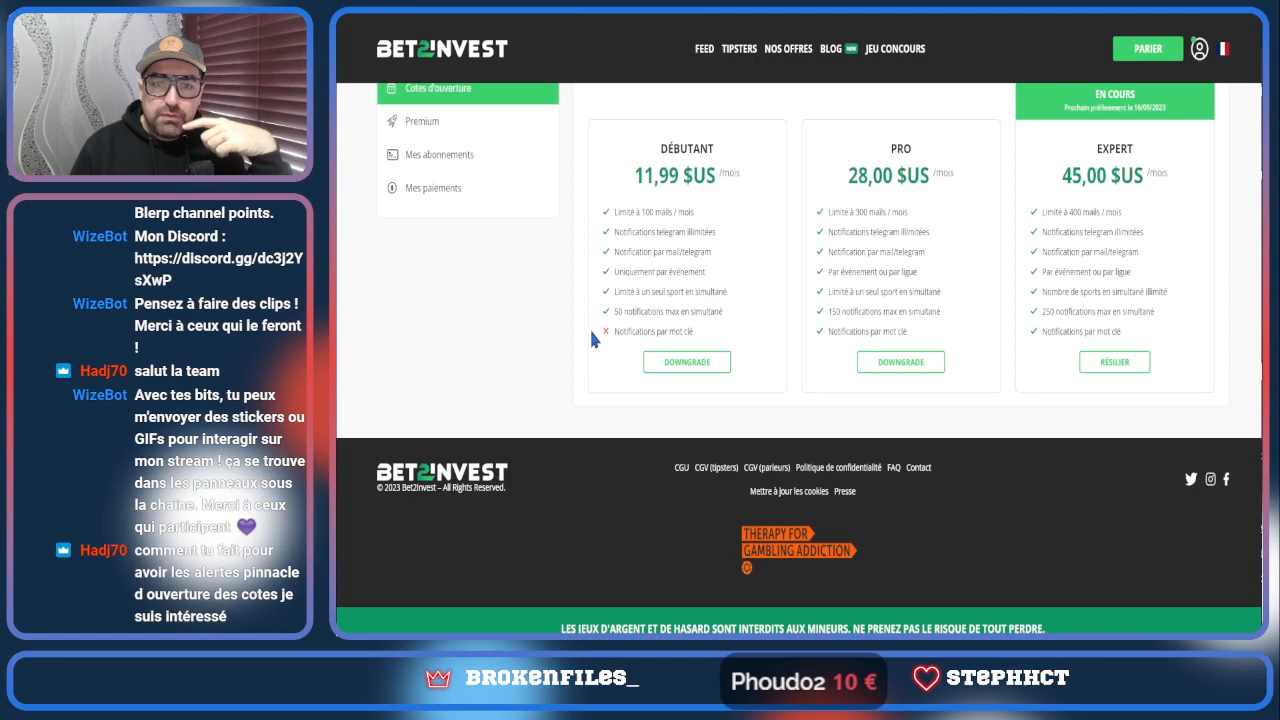 Blerp channel points.
WizeBot Mon Discord :
https://discord.gg/dc3j2Y
sXwP
WizeBot Pensez à faire des clips !
Merci à ceux qui le feront
!
Hadj70 salut la team
WizeBot Avec tes bits, tu peux
m'envoyer des stickers ou
GIFs pour interagir sur
mon stream ! ça se trouve
dans les panneaux sous
la chaîne. Merci à ceux
qui participent 💜
Hadj70 comment tu fait pour
avoir les alertes pinnacle
d ouverture des cotes je
suis intéressé
BET2INVEST
FEED TIPSTERS NOS OFFRES BLOG NEW JEU CONCOURS
PARIER
Cotes d'ouverture
Premium
Mes abonnements
Mes paiements
DÉBUTANT
11,99 $US /mois
Limité à 100 mails / mois
Notifications telegram illimitées
Notification par mail/telegram
Uniquement par événement
Limité à un seul sport en simultané
50 notifications max en simultané
Notifications par mot clé
DOWNGRADE
PRO
28,00 $US /mois
Limité à 300 mails / mois
Notifications telegram illimitées
Notification par mail/telegram
Par événement ou par ligue
Limité à un seul sport en simultané
150 notifications max en simultané
Notifications par mot clé
DOWNGRADE
EN COURS
Prochain prélèvement le 16/09/2023
EXPERT
45,00 $US /mois
Limité à 400 mails / mois
Notifications telegram illimitées
Notification par mail/telegram
Par événement ou par ligue
Nombre de sports en simultané illimité
250 notifications max en simultané
Notifications par mot clé
RÉSILIER
BET2INVEST
© 2023 Bet2Invest – All Rights Reserved.
CGU CGV (tipsters) CGV (parieurs) Politique de confidentialité FAQ Contact
Mettre à jour les cookies Presse
THERAPY FOR
GAMBLING ADDICTION
LES JEUX D'ARGENT ET DE HASARD SONT INTERDITS AUX MINEURS. NE PRENEZ PAS LE RISQUE DE TOUT PERDRE.
BROKENFILES_
Phoudo2 10 €
STEPHHCT